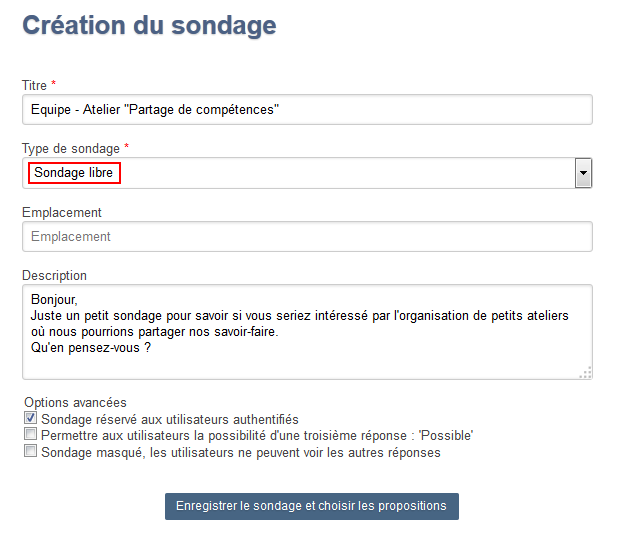 Création du sondage
Titre *
Equipe - Atelier "Partage de compétences"
Type de sondage *
Sondage libre
Emplacement
Emplacement
Description
Bonjour,
Juste un petit sondage pour savoir si vous seriez intéressé par l'organisation de petits ateliers
où nous pourrions partager nos savoir-faire.
Qu'en pensez-vous ?
Options avancées
Sondage réservé aux utilisateurs authentifiés
Permettre aux utilisateurs la possibilité d'une troisième réponse : 'Possible'
Sondage masqué, les utilisateurs ne peuvent voir les autres réponses
Enregistrer le sondage et choisir les propositions